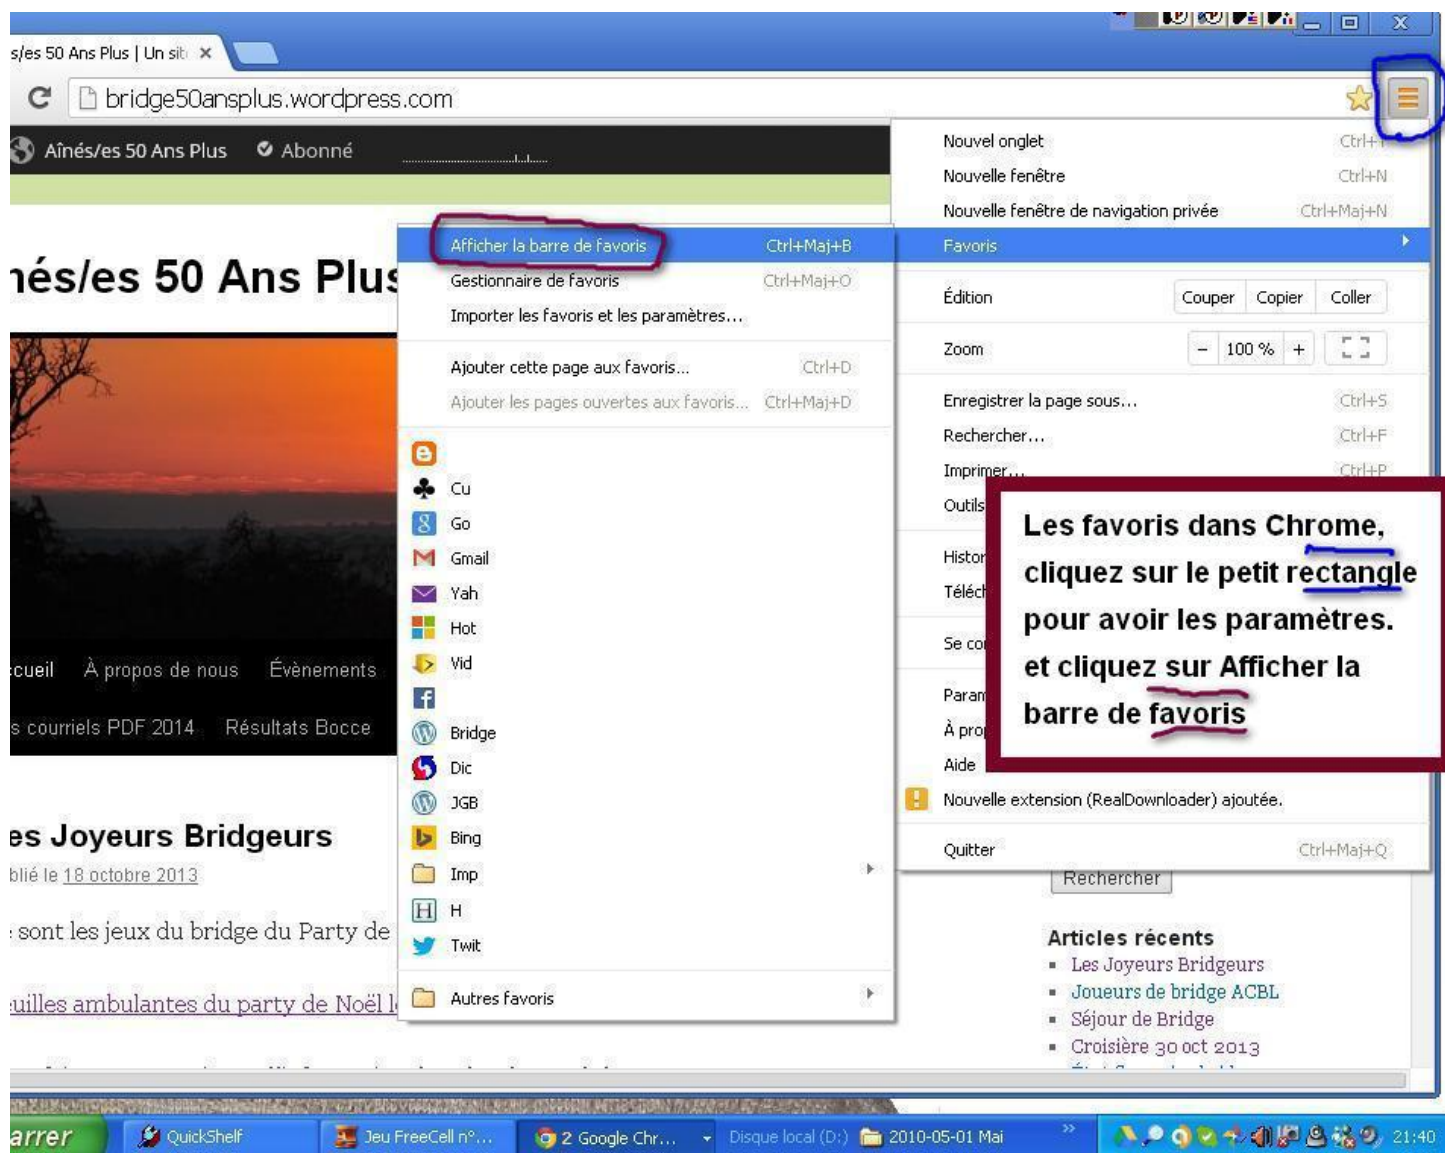 s/es 50 Ans Plus | Un sit
bridge50ansplus.wordpress.com
Aînés/es 50 Ans Plus Abonné
nés/es 50 Ans Plus
ccueil À propos de nous Évènements
s courriels PDF 2014 Résultats Bocce
es Joyeurs Bridgeurs
blié le 18 octobre 2013
sont les jeux du bridge du Party de
uilles ambulantes du party de Noël l
Afficher la barre de favoris Ctrl+Maj+B
Gestionnaire de favoris Ctrl+Maj+O
Importer les favoris et les paramètres...
Ajouter cette page aux favoris... Ctrl+D
Ajouter les pages ouvertes aux favoris... Ctrl+Maj+D
Cu
Go
Gmail
Yah
Hot
Vid
Bridge
Dic
JGB
Bing
Imp
H
Twit
Autres favoris
Nouvel onglet Ctrl+T
Nouvelle fenêtre Ctrl+N
Nouvelle fenêtre de navigation privée Ctrl+Maj+N
Favoris
Édition Couper Copier Coller
Zoom - 100 % +
Enregistrer la page sous... Ctrl+S
Rechercher... Ctrl+F
Imprimer... Ctrl+P
Outils
Histor
Téléch
Se co
Param
À prop
Aide
Nouvelle extension (RealDownloader) ajoutée.
Quitter Ctrl+Maj+Q
Les favoris dans Chrome,
cliquez sur le petit rectangle
pour avoir les paramètres.
et cliquez sur Afficher la
barre de favoris
Rechercher
Articles récents
Les Joyeurs Bridgeurs
Joueurs de bridge ACBL
Séjour de Bridge
Croisière 30 oct 2013
arrer QuickShelf Jeu FreeCell n°... 2 Google Chr... Disque local (D:) 2010-05-01 Mai 21:40